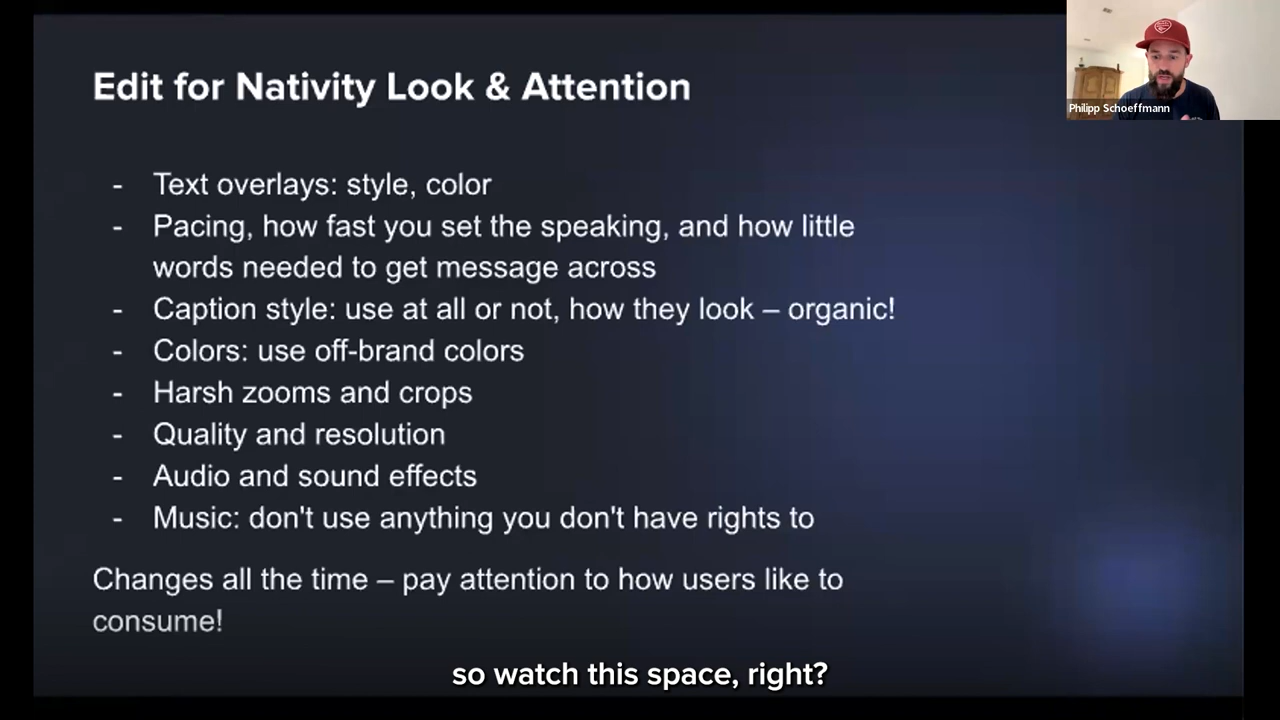 Edit for Nativity Look & Attention
Philipp Schoeffmann
- Text overlays: style, color
- Pacing, how fast you set the speaking, and how little
words needed to get message across
- Caption style: use at all or not, how they look – organic!
- Colors: use off-brand colors
- Harsh zooms and crops
- Quality and resolution
- Audio and sound effects
- Music: don't use anything you don't have rights to
Changes all the time – pay attention to how users like to
consume!
so watch this space, right?